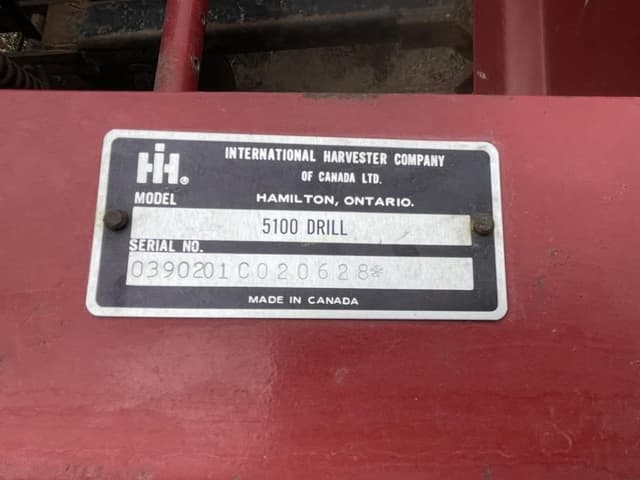 IH®
INTERNATIONAL HARVESTER COMPANY
OF CANADA LTD.
MODEL HAMILTON, ONTARIO.
5100 DRILL
SERIAL NO.
0390201C020628*
MADE IN CANADA